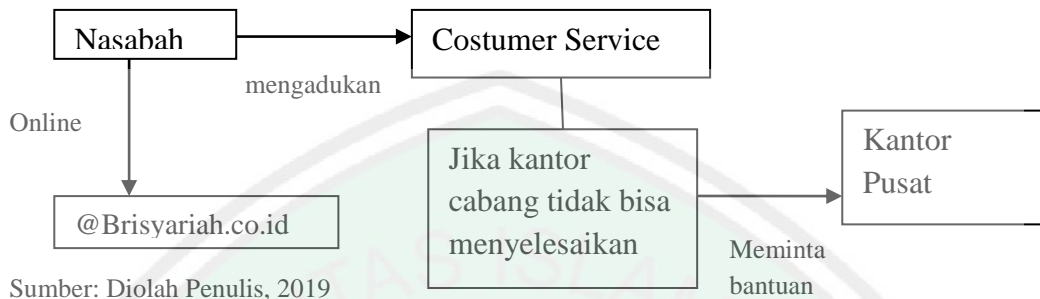 Nasabah
Costumer Service
mengadukan
Online
Jika kantor
cabang tidak bisa
menyelesaikan
Kantor
Pusat
@Brisyariah.co.id
Meminta
bantuan
Sumber: Diolah Penulis, 2019